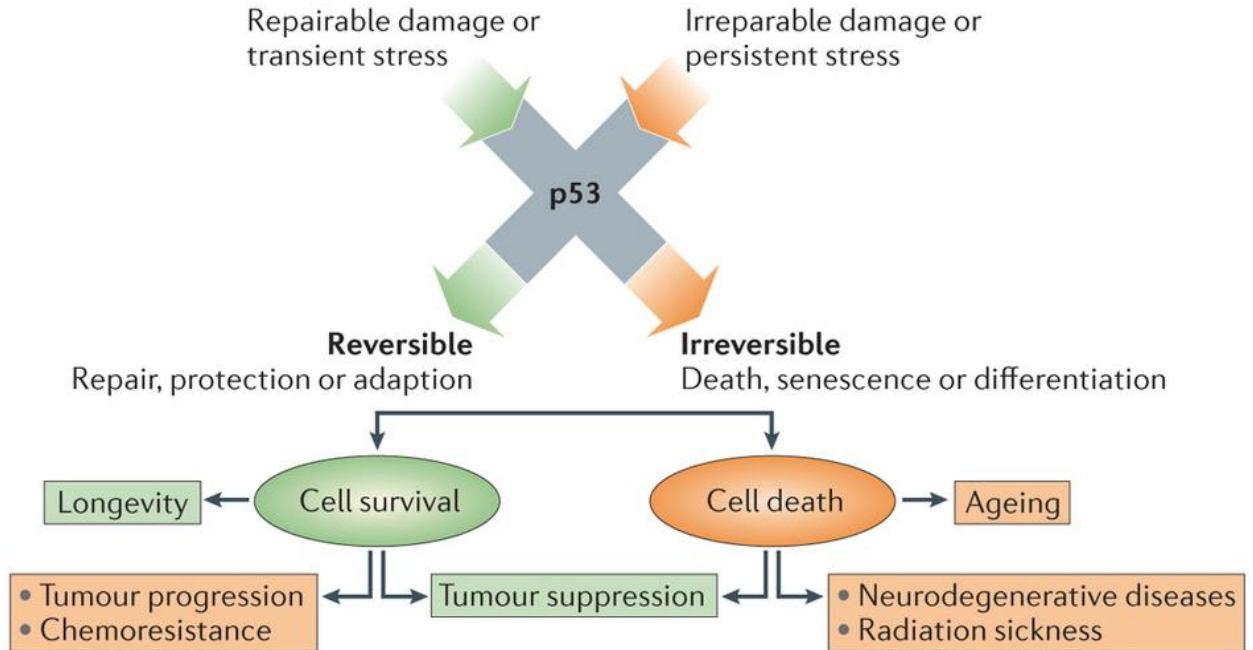 Repairable damage or
transient stress
Irreparable damage or
persistent stress
p53
Reversible
Repair, protection or adaption
Irreversible
Death, senescence or differentiation
Longevity
Cell survival
Cell death
Ageing
• Tumour progression
• Chemoresistance
Tumour suppression
• Neurodegenerative diseases
• Radiation sickness